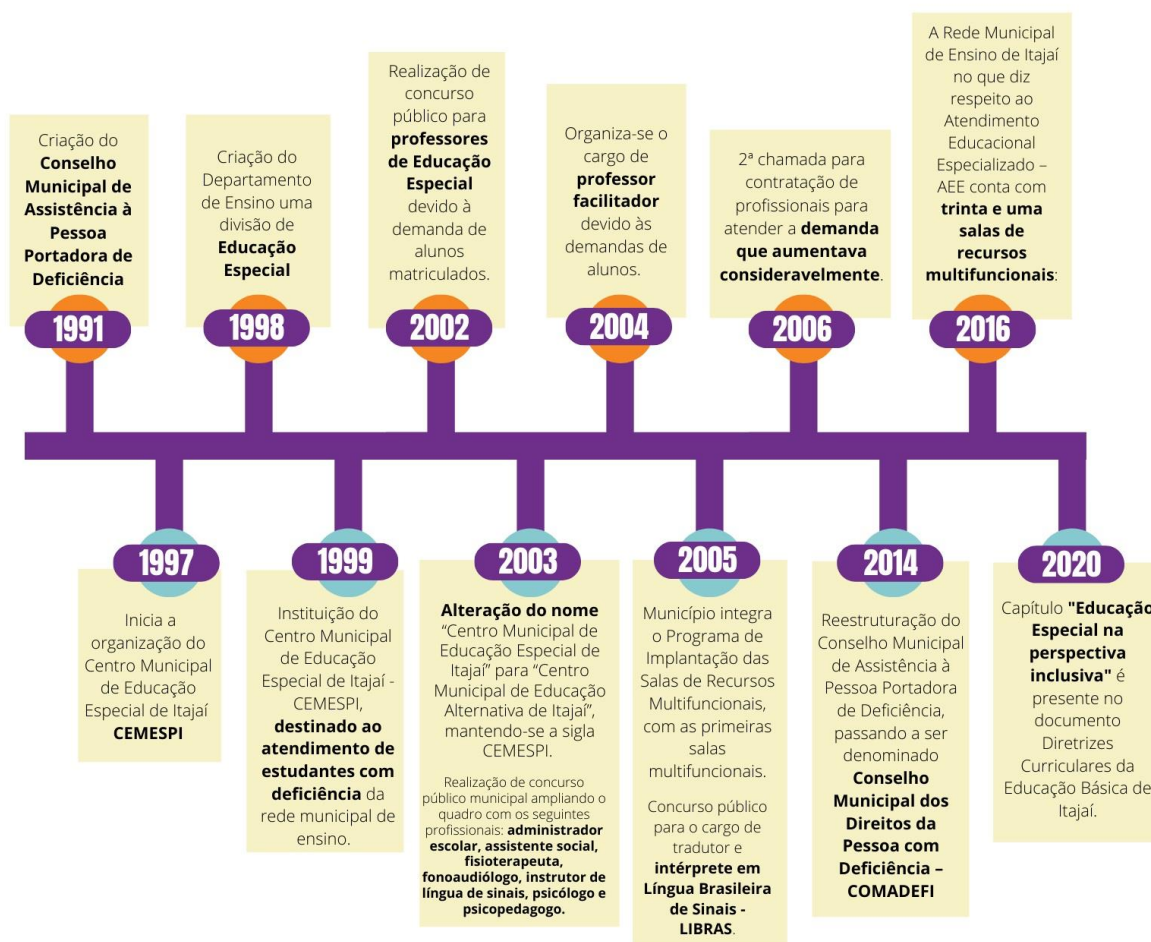 Criação do
Conselho
Municipal de
Assistência à
Pessoa
Portadora de
Deficiência
1991
Criação do
Departamento
de Ensino uma
divisão de
Educação
Especial
1998
Realização de
concurso
público para
professores
de Educação
Especial
devido à
demanda de
alunos
matriculados.
2002
Organiza-se o
cargo de
professor
facilitador
devido às
demandas de
alunos.
2004
2ª chamada para
contratação de
profissionais para
atender a demanda
que aumentava
consideravelmente.
2006
A Rede Municipal
de Ensino de Itajaí
no que diz
respeito ao
Atendimento
Educacional
Especializado –
AEE conta com
trinta e uma
salas de
recursos
multifuncionais:
2016
1997
Inicia a
organização do
Centro Municipal
de Educação
Especial de Itajaí
CEMESPI
1999
Instituição do
Centro Municipal
de Educação
Especial de Itajaí -
CEMESPI,
destinado ao
atendimento de
estudantes com
deficiência da
rede municipal de
ensino.
2003
Alteração do nome
“Centro Municipal de
Educação Especial de
Itajaí” para “Centro
Municipal de Educação
Alternativa de Itajaí”,
mantendo-se a sigla
CEMESPI.
Realização de concurso
público municipal ampliando o
quadro com os seguintes
profissionais: administrador
escolar, assistente social,
fisioterapeuta,
fonoaudiólogo, instrutor de
língua de sinais, psicólogo e
psicopedagogo.
2005
Município integra
o Programa de
Implantação das
Salas de Recursos
Multifuncionais,
com as primeiras
salas
multifuncionais.
Concurso público
para o cargo de
tradutor e
intérprete em
Língua Brasileira
de Sinais -
LIBRAS.
2014
Reestruturação do
Conselho Municipal
de Assistência à
Pessoa Portadora
de Deficiência,
passando a ser
denominado
Conselho
Municipal dos
Direitos da
Pessoa com
Deficiência –
COMADEFI
2020
Capítulo "Educação
Especial na
perspectiva
inclusiva" é
presente no
documento
Diretrizes
Curriculares da
Educação Básica de
Itajaí.